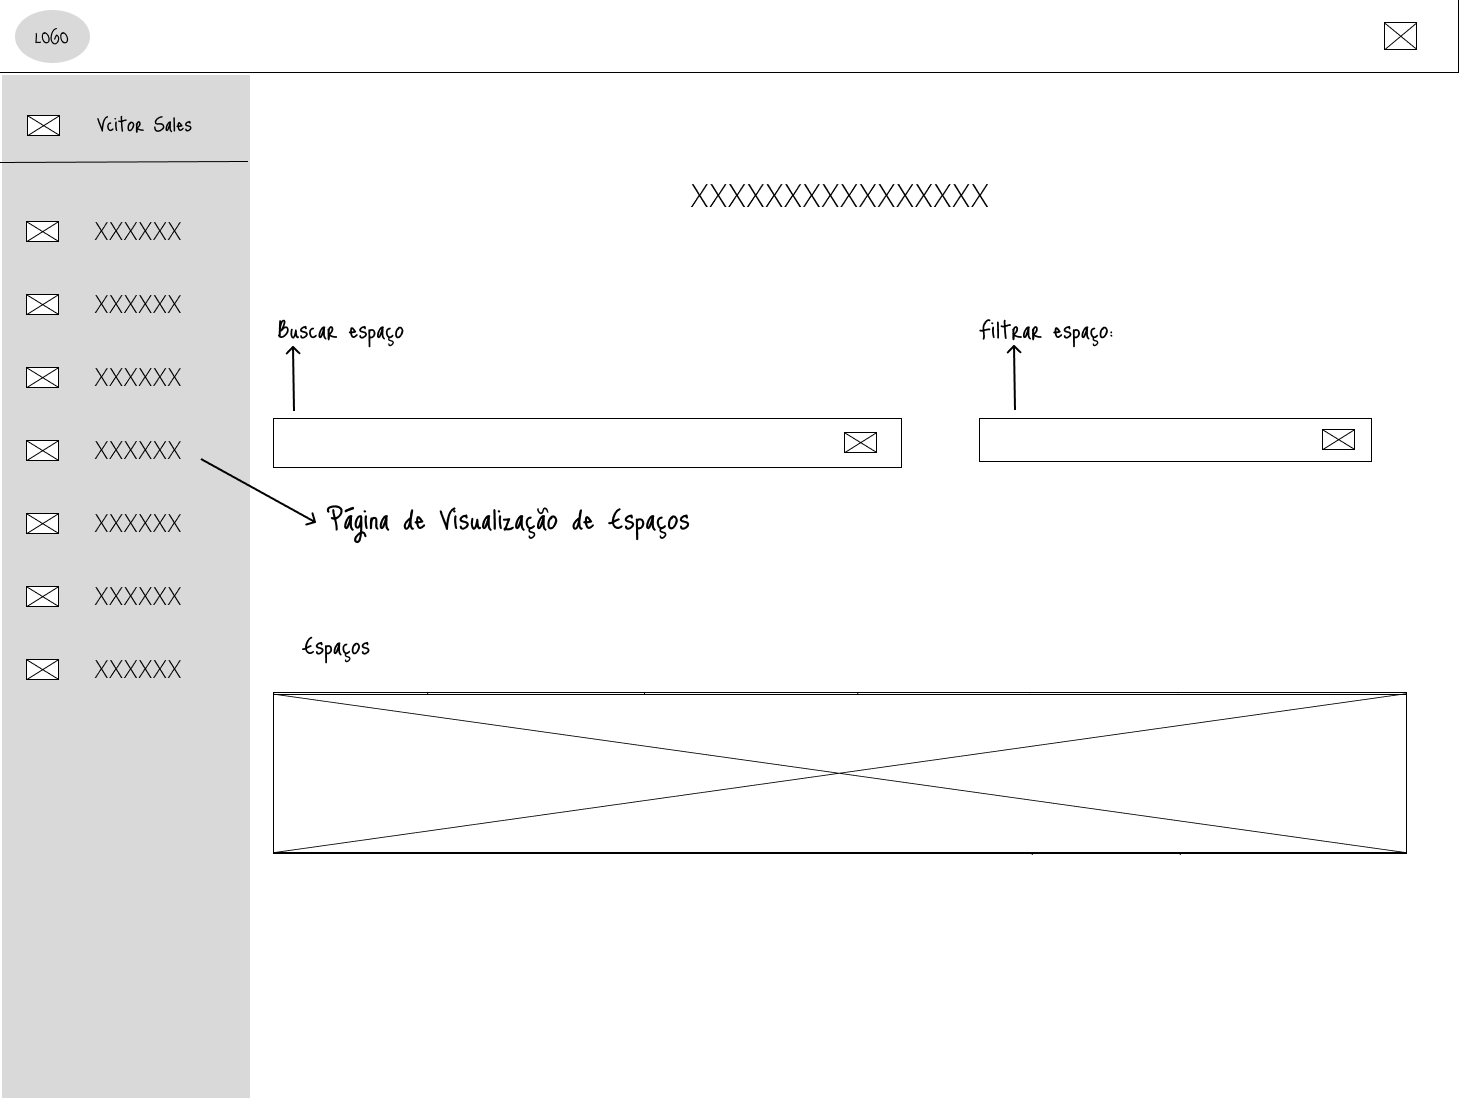 LOGO
Vcitor Sales
XXXXXXXXXXXXXXXX
XXXXXX
XXXXXX
Buscar espaço
filtrar espaço:
XXXXXX
XXXXXX
Página de Visualização de Espaços
XXXXXX
XXXXXX
Espaços
XXXXXX